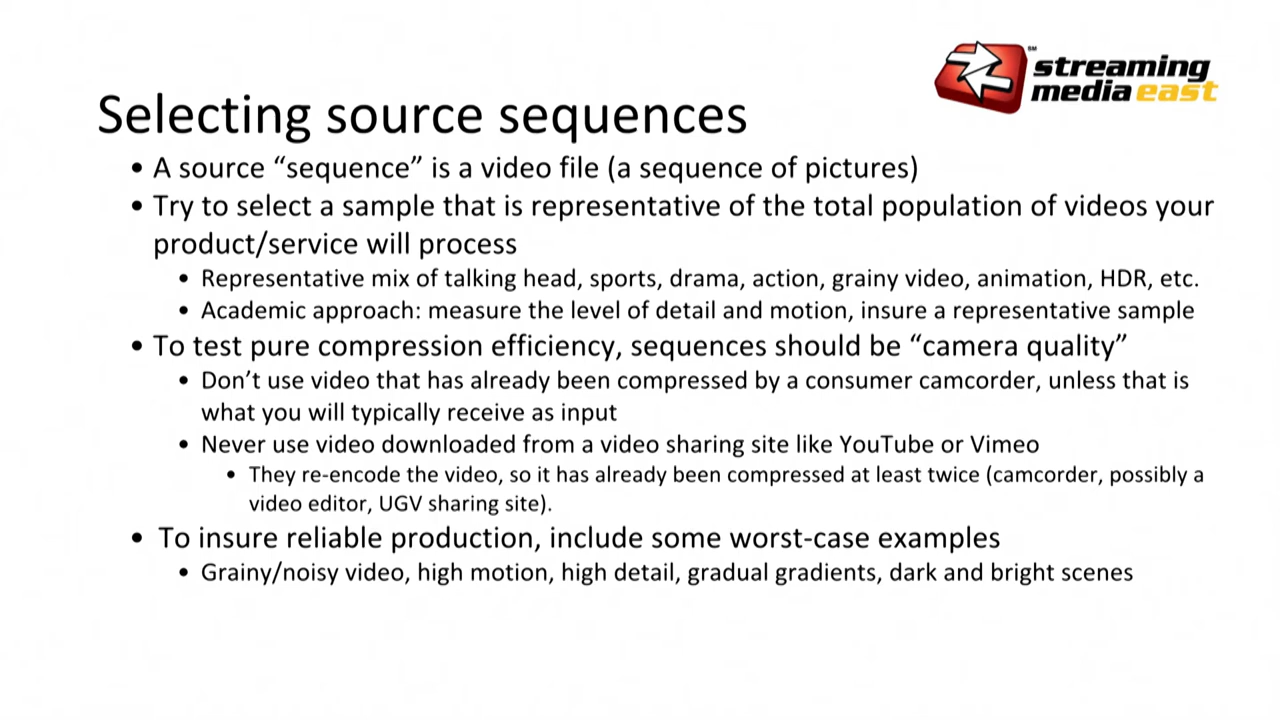 SM
streaming
media east
Selecting source sequences
• A source “sequence” is a video file (a sequence of pictures)
• Try to select a sample that is representative of the total population of videos your
product/service will process
• Representative mix of talking head, sports, drama, action, grainy video, animation, HDR, etc.
• Academic approach: measure the level of detail and motion, insure a representative sample
• To test pure compression efficiency, sequences should be “camera quality”
• Don’t use video that has already been compressed by a consumer camcorder, unless that is
what you will typically receive as input
• Never use video downloaded from a video sharing site like YouTube or Vimeo
• They re-encode the video, so it has already been compressed at least twice (camcorder, possibly a
video editor, UGV sharing site).
• To insure reliable production, include some worst-case examples
• Grainy/noisy video, high motion, high detail, gradual gradients, dark and bright scenes